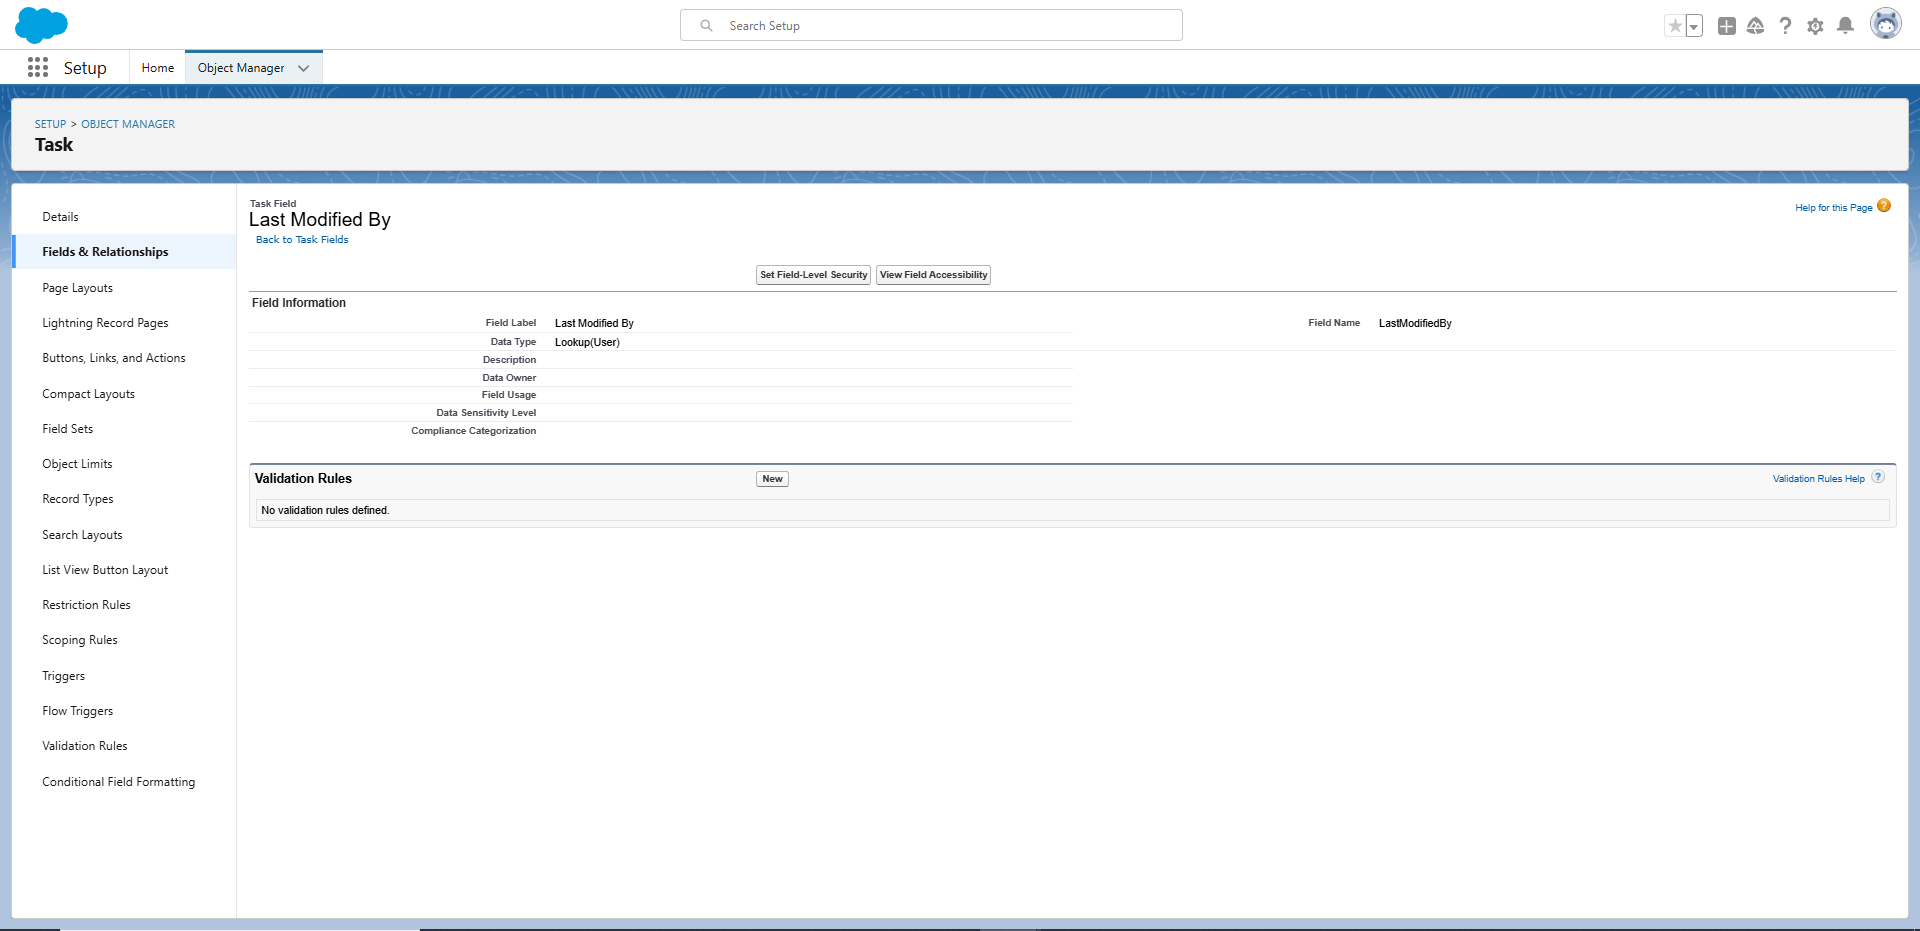 Search Setup
Setup
Home
Object Manager
SETUP > OBJECT MANAGER
Task
Details
Fields & Relationships
Page Layouts
Lightning Record Pages
Buttons, Links, and Actions
Compact Layouts
Field Sets
Object Limits
Record Types
Search Layouts
List View Button Layout
Restriction Rules
Scoping Rules
Triggers
Flow Triggers
Validation Rules
Conditional Field Formatting
Task Field
Last Modified By
Back to Task Fields
Help for this Page ?
Set Field-Level Security View Field Accessibility
Field Information
Field Label Last Modified By Field Name LastModifiedBy
Data Type Lookup(User)
Description
Data Owner
Field Usage
Data Sensitivity Level
Compliance Categorization
Validation Rules New Validation Rules Help ?
No validation rules defined.